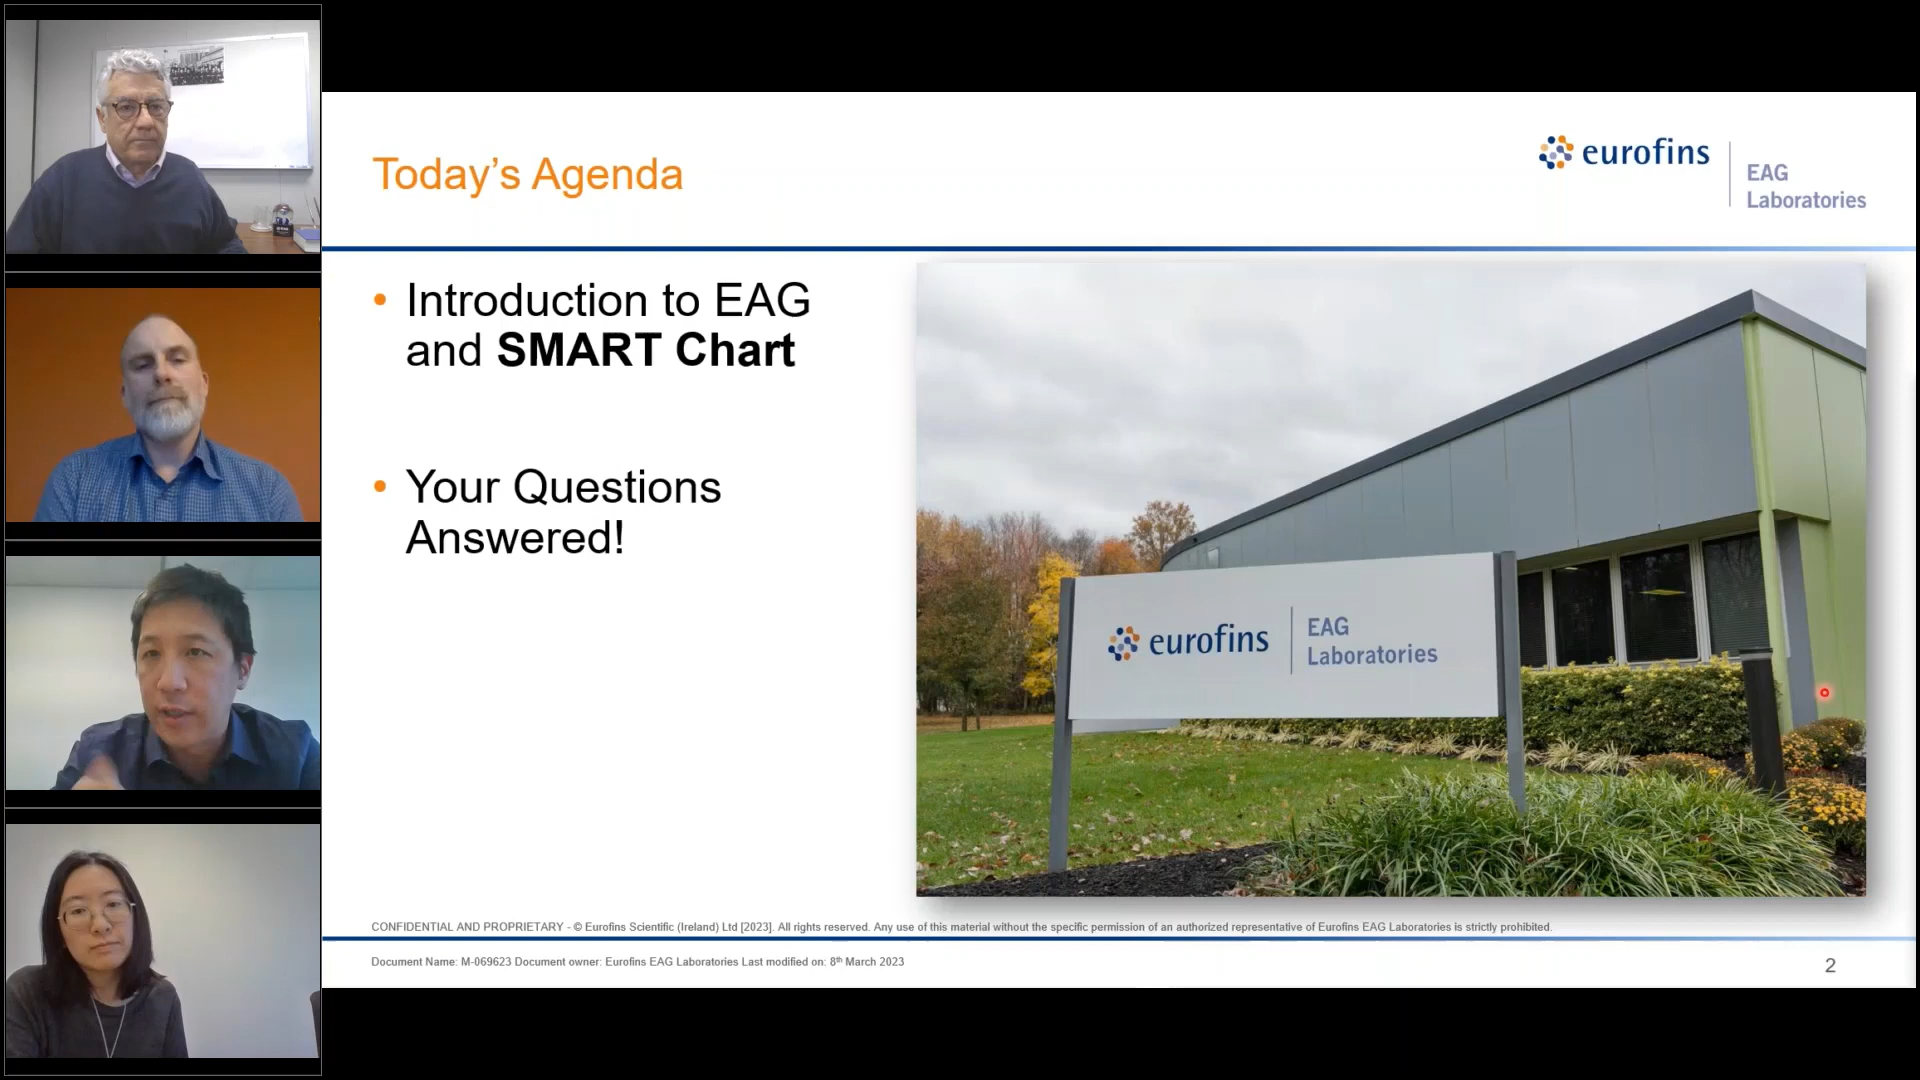 Today's Agenda
eurofins
EAG
Laboratories
• Introduction to EAG
and SMART Chart
• Your Questions
Answered!
eurofins
EAG
Laboratories
CONFIDENTIAL AND PROPRIETARY - © Eurofins Scientific (Ireland) Ltd [2023]. All rights reserved. Any use of this material without the specific permission of an authorized representative of Eurofins EAG Laboratories is strictly prohibited.
Document Name: M-069623 Document owner: Eurofins EAG Laboratories Last modified on: 8th March 2023
2